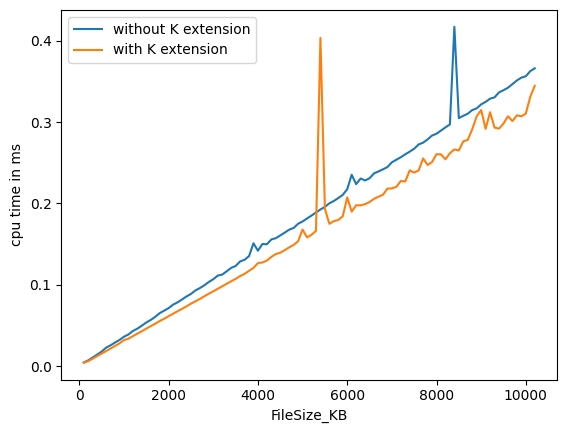 without K extension
with K extension
0.4
0.3
0.2
0.1
0.0
cpu time in ms
0 2000 4000 6000 8000 10000
FileSize_KB